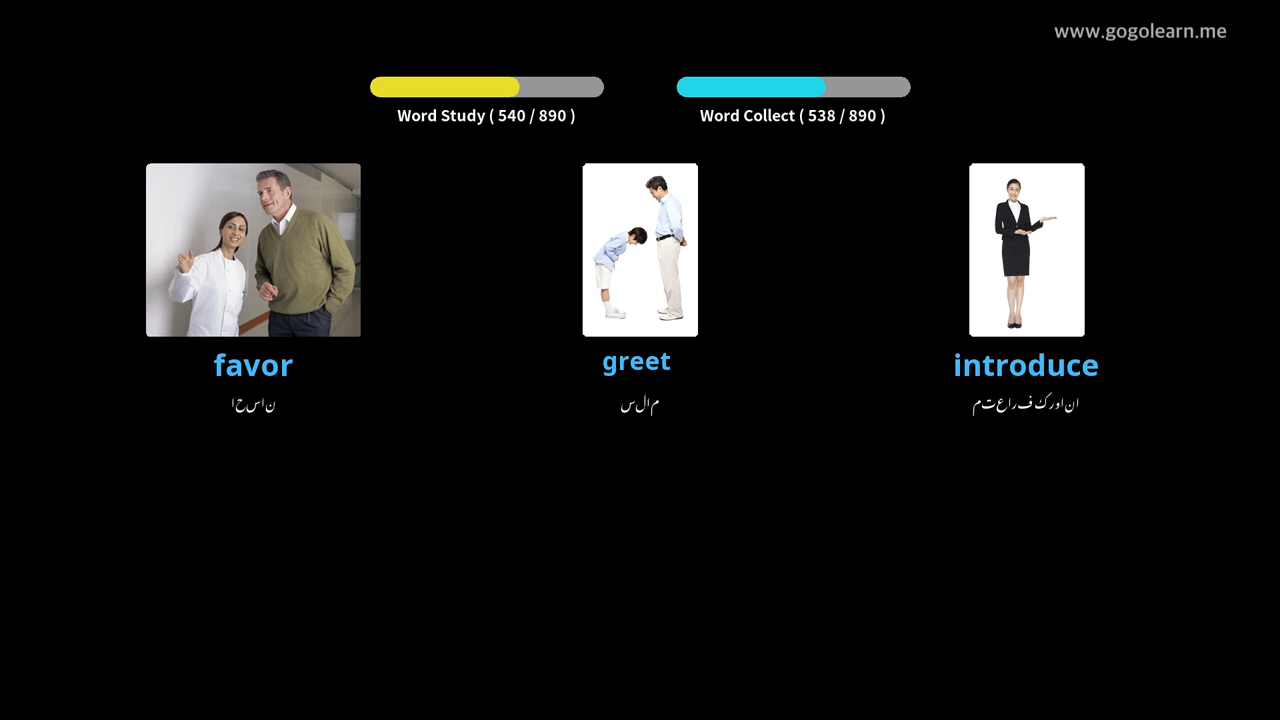 www.gogolearn.me
Word Study ( 540 / 890 )
Word Collect ( 538 / 890 )
favor
greet
introduce
احسان
سلام
متعارف کروانا